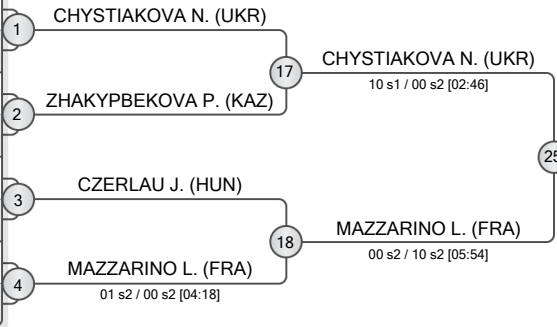 CHYSTIAKOVA N. (UKR)
1
17
CHYSTIAKOVA N. (UKR)
10 s1 / 00 s2 [02:46]
ZHAKYPBEKOVA P. (KAZ)
2
25
CZERLAU J. (HUN)
3
18
MAZZARINO L. (FRA)
00 s2 / 10 s2 [05:54]
MAZZARINO L. (FRA)
4
01 s2 / 00 s2 [04:18]